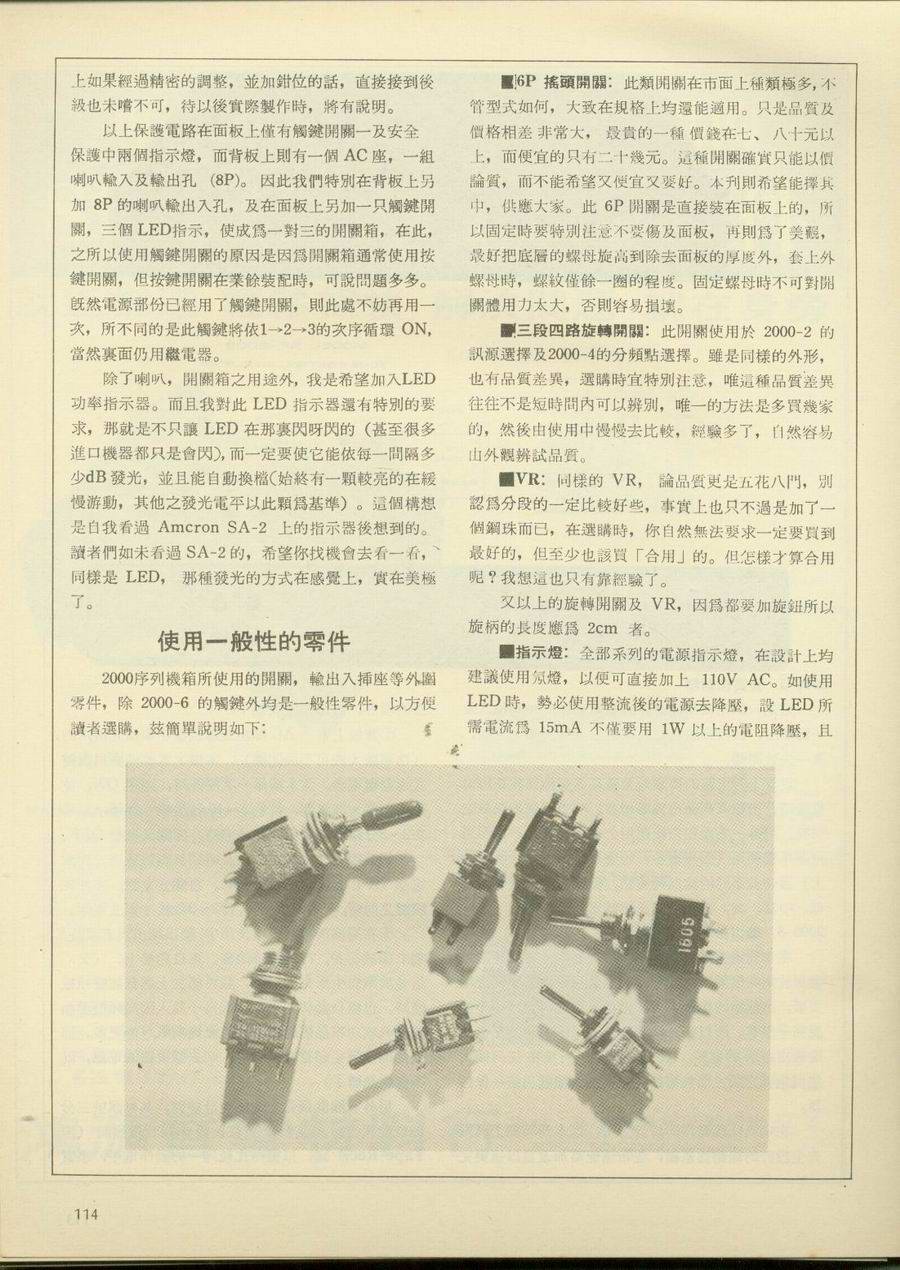 上如果經過精密的調整，並加鉗位的話，直接接到後
級也未嚐不可，待以後實際製作時，將有說明。
以上保護電路在面板上僅有觸鍵開關一及安全
保護中兩個指示燈，而背板上則有一個 AC 座，一組
喇叭輸入及輸出孔 (8P)。 因此我們特別在背板上另
加 8P 的喇叭輸出入孔，及在面板上另加一只觸鍵開
關，三個 LED指示，使成爲一對三的開關箱，在此，
之所以使用觸鍵開關的原因是因爲開關箱通常使用按
鍵開關，但按鍵開關在業餘裝配時，可說問題多多。
旣然電源部份已經用了觸鍵開關，則此處不妨再用一
次，所不同的是此觸鍵將依1→2→3的次序循環 ON，
當然裏面仍用繼電器。
除了喇叭，開關箱之用途外，我是希望加入LED
功率指示器。而且我對此 LED 指示器還有特別的要
求，那就是不只讓 LED 在那裏閃呀閃的（甚至很多
進口機器都只是會閃），而一定要使它能依每一間隔多
少dB 發光，並且能自動換檔（始終有一顆較亮的在緩
慢游動，其他之發光電平以此顆爲基準）。這個構想
是自我看過 Amcron SA-2 上的指示器後想到的。
讀者們如未看過 SA-2 的，希望你找機會去看一看，
同樣是 LED， 那種發光的方式在感覺上，實在美極
了。
使用一般性的零件
2000序列機箱所使用的開關，輸出入揷座等外圍
零件，除 2000-6 的觸鍵外均是一般性零件，以方便
讀者選購，玆簡單說明如下：
■6P 搖頭開關：此類開關在市面上種類極多，不
管型式如何，大致在規格上均還能適用。只是品質及
價格相差 非常大， 最貴的一種 價錢在七、 八十元以
上，而便宜的只有二十幾元。這種開關確實只能以價
論質，而不能希望又便宜又要好。本刊則希望能擇其
中，供應大家。此 6P 開關是直接裝在面板上的，所
以固定時要特別注意不要傷及面板，再則爲了美觀，
最好把底層的螺母旋高到除去面板的厚度外，套上外
螺母時，螺紋僅餘一圈的程度。固定螺母時不可對開
關體用力太大，否則容易損壞。
■三段四路旋轉開關：此開關使用於 2000-2 的
訊源選擇及2000-4的分頻點選擇。雖是同樣的外形，
也有品質差異，選購時宜特別注意，唯這種品質差異
往往不是短時間內可以辨別，唯一的方法是多買幾家
的，然後由使用中慢慢去比較，經驗多了，自然容易
由外觀辨試品質。
■VR：同樣的 VR， 論品質更是五花八門，別
認爲分段的一定比較好些，事實上也只不過是加了一
個鋼珠而已，在選購時，你自然無法要求一定要買到
最好的，但至少也該買「合用」的。但怎樣才算合用
呢？我想這也只有靠經驗了。
又以上的旋轉開關及 VR，因爲都要加旋鈕所以
旋柄的長度應爲 2cm 者。
■指示燈：全部系列的電源指示燈，在設計上均
建議使用氖燈，以便可直接加上 110V AC。如使用
LED 時，勢必使用整流後的電源去降壓，設 LED 所
需電流爲 15mA 不僅要用 1W 以上的電阻降壓，且
1605
114